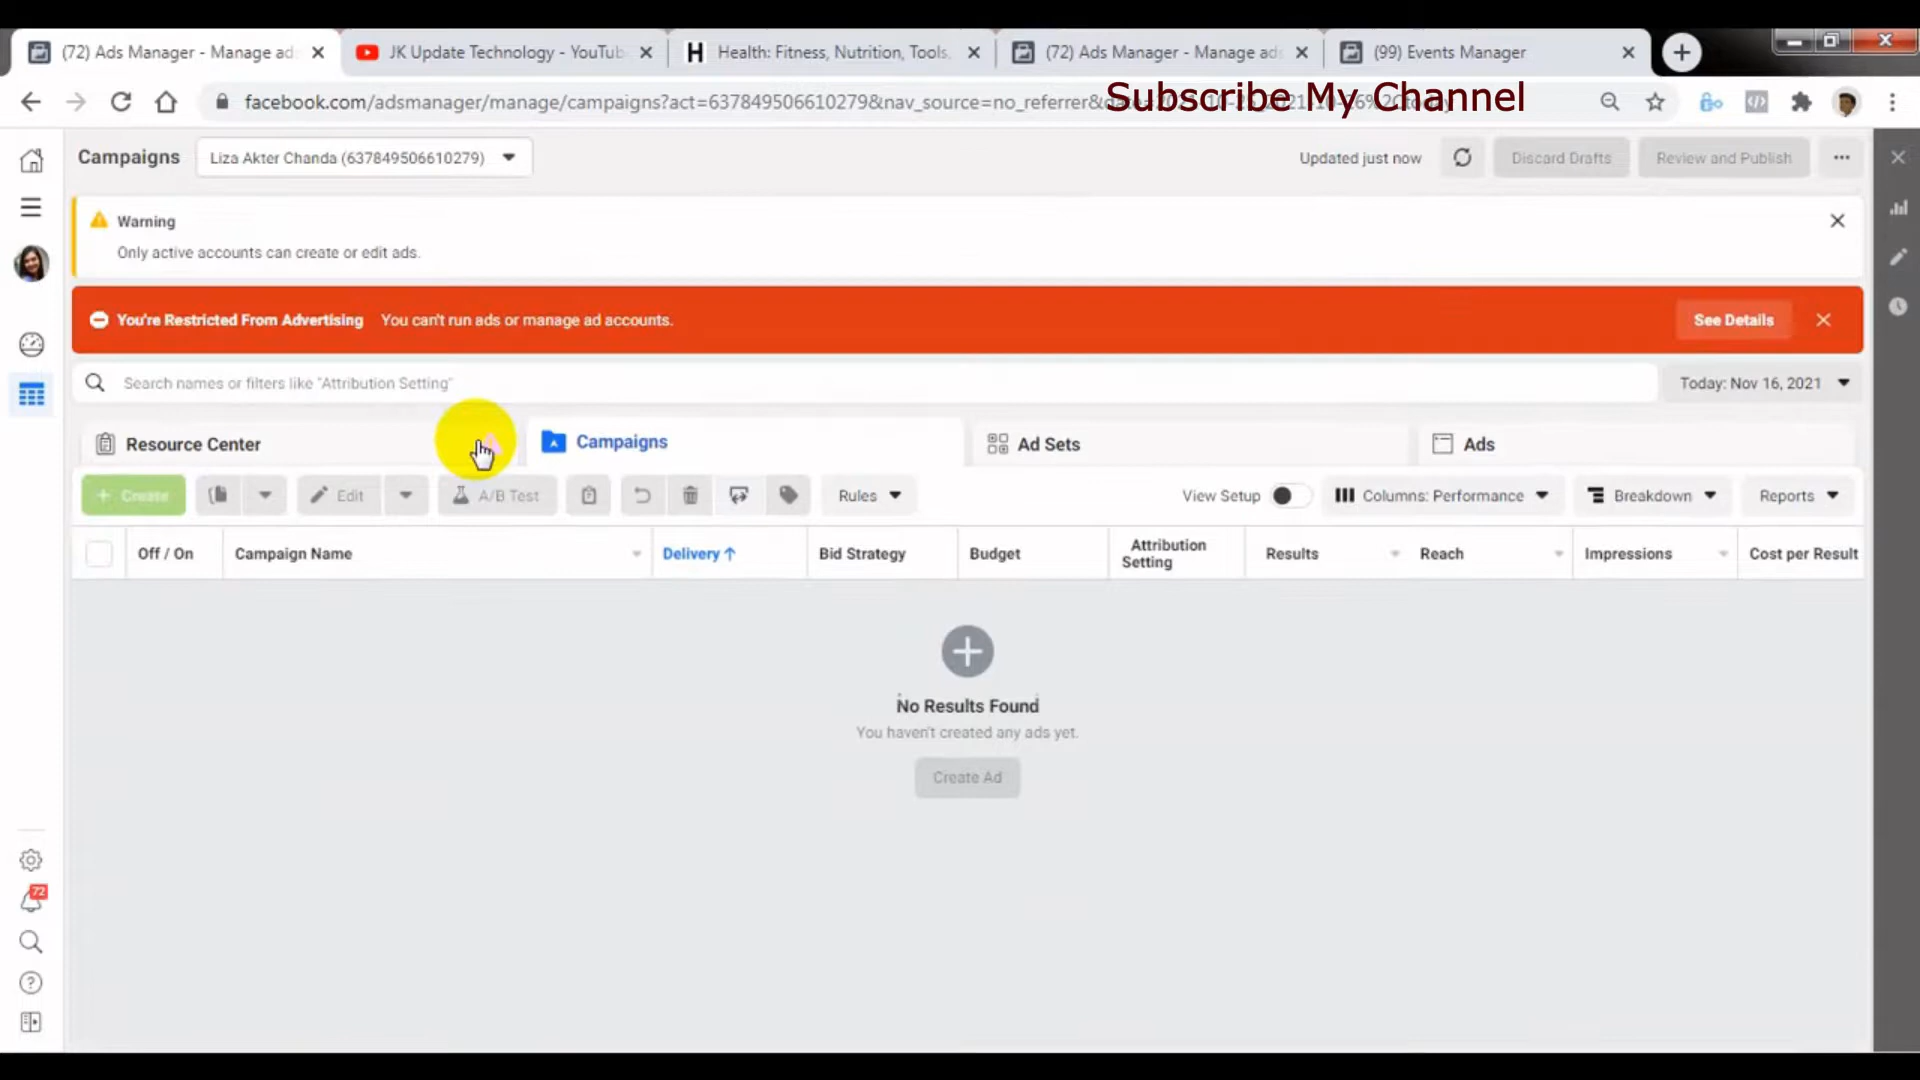 (72) Ads Manager - Manage ads
JK Update Technology - YouTube
H Health: Fitness, Nutrition, Tools,
(72) Ads Manager - Manage ads
(99) Events Manager
facebook.com/adsmanager/manage/campaigns?act=637849506610279&nav_source=no_referrer&
Subscribe My Channel
Campaigns
Liza Akter Chanda (637849506610279)
Updated just now
Discard Drafts
Review and Publish
Warning
Only active accounts can create or edit ads.
You're Restricted From Advertising You can't run ads or manage ad accounts.
See Details
Search names or filters like "Attribution Setting"
Today: Nov 16, 2021
Resource Center
Campaigns
Ad Sets
Ads
+ Create
Edit
A/B Test
Rules
View Setup
Columns: Performance
Breakdown
Reports
Off / On
Campaign Name
Delivery ↑
Bid Strategy
Budget
Attribution
Setting
Results
Reach
Impressions
Cost per Result
No Results Found
You haven't created any ads yet.
Create Ad
72